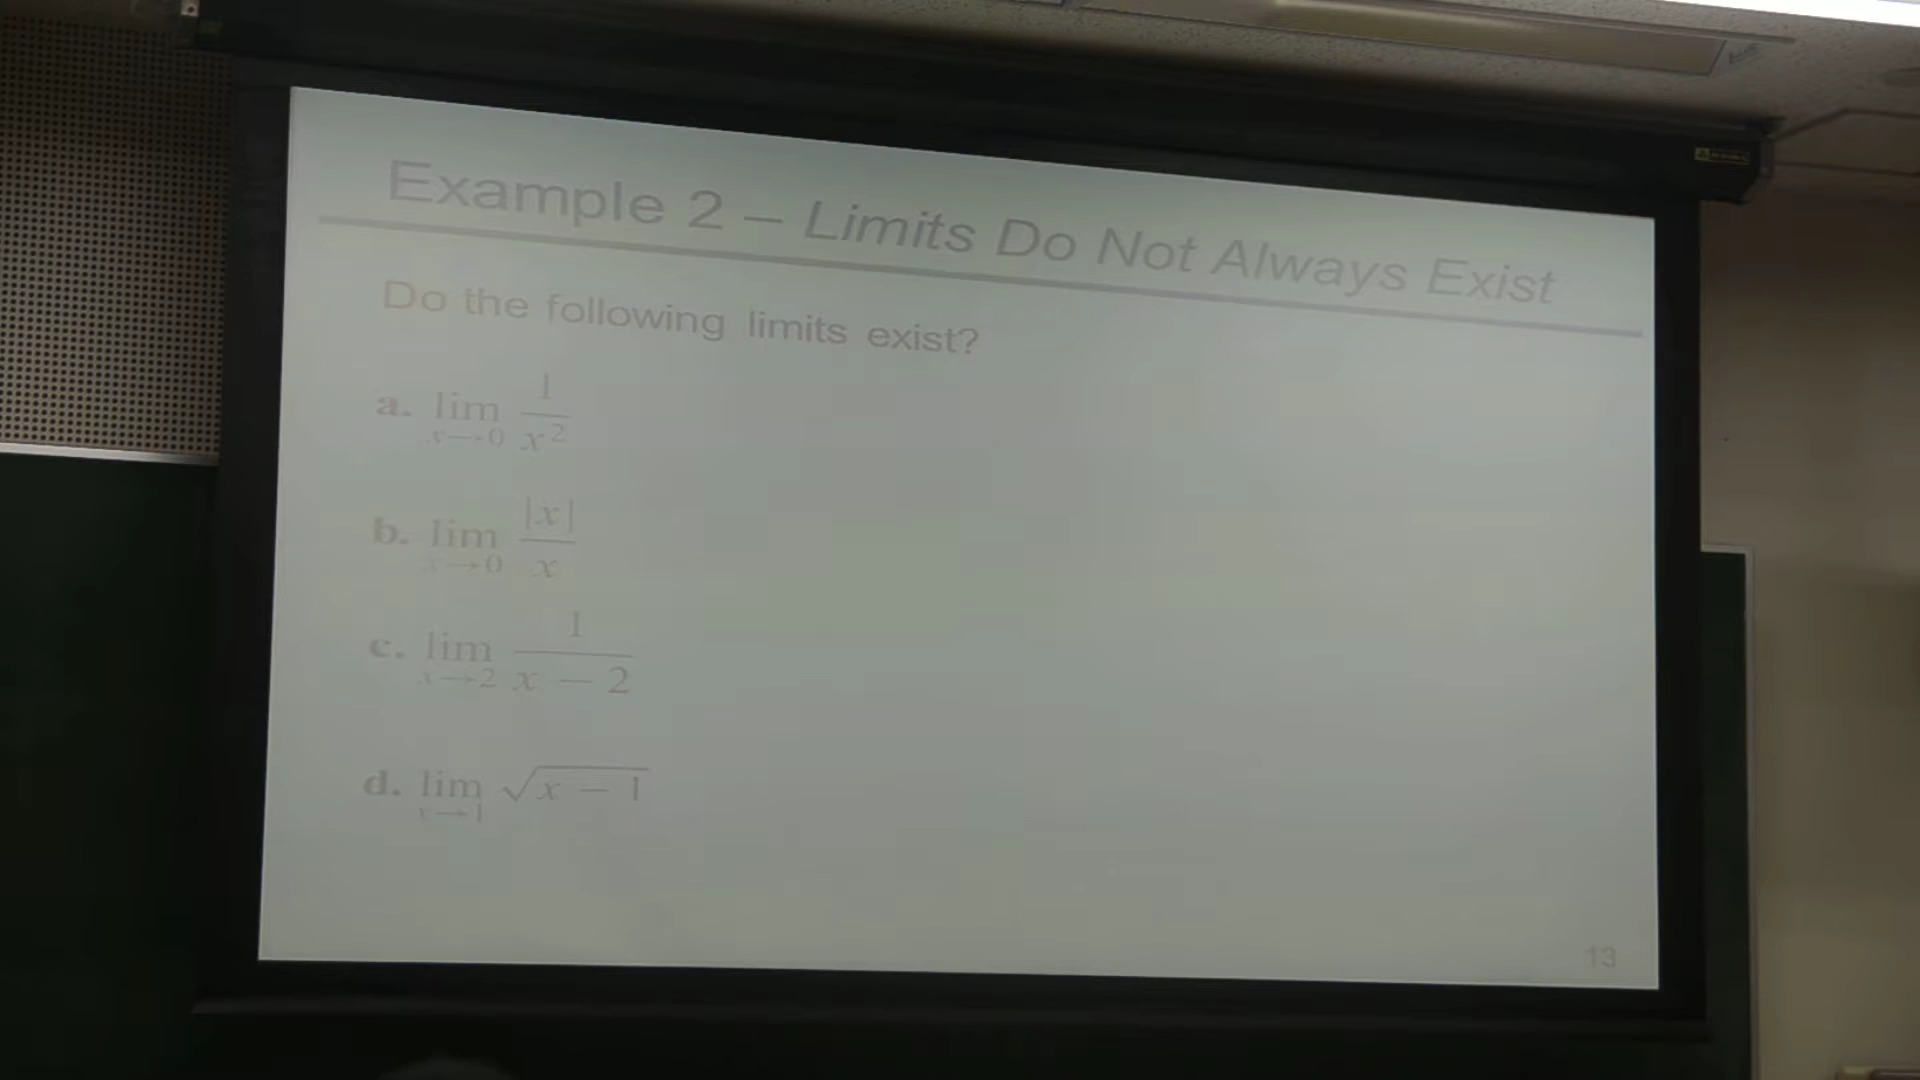 Example 2 – Limits Do Not Always Exist
Do the following limits exist?
a. lim x→0 1/x²
b. lim x→0 |x|/x
c. lim x→2 1/(x − 2)
d. lim x→1 √(x − 1)
13